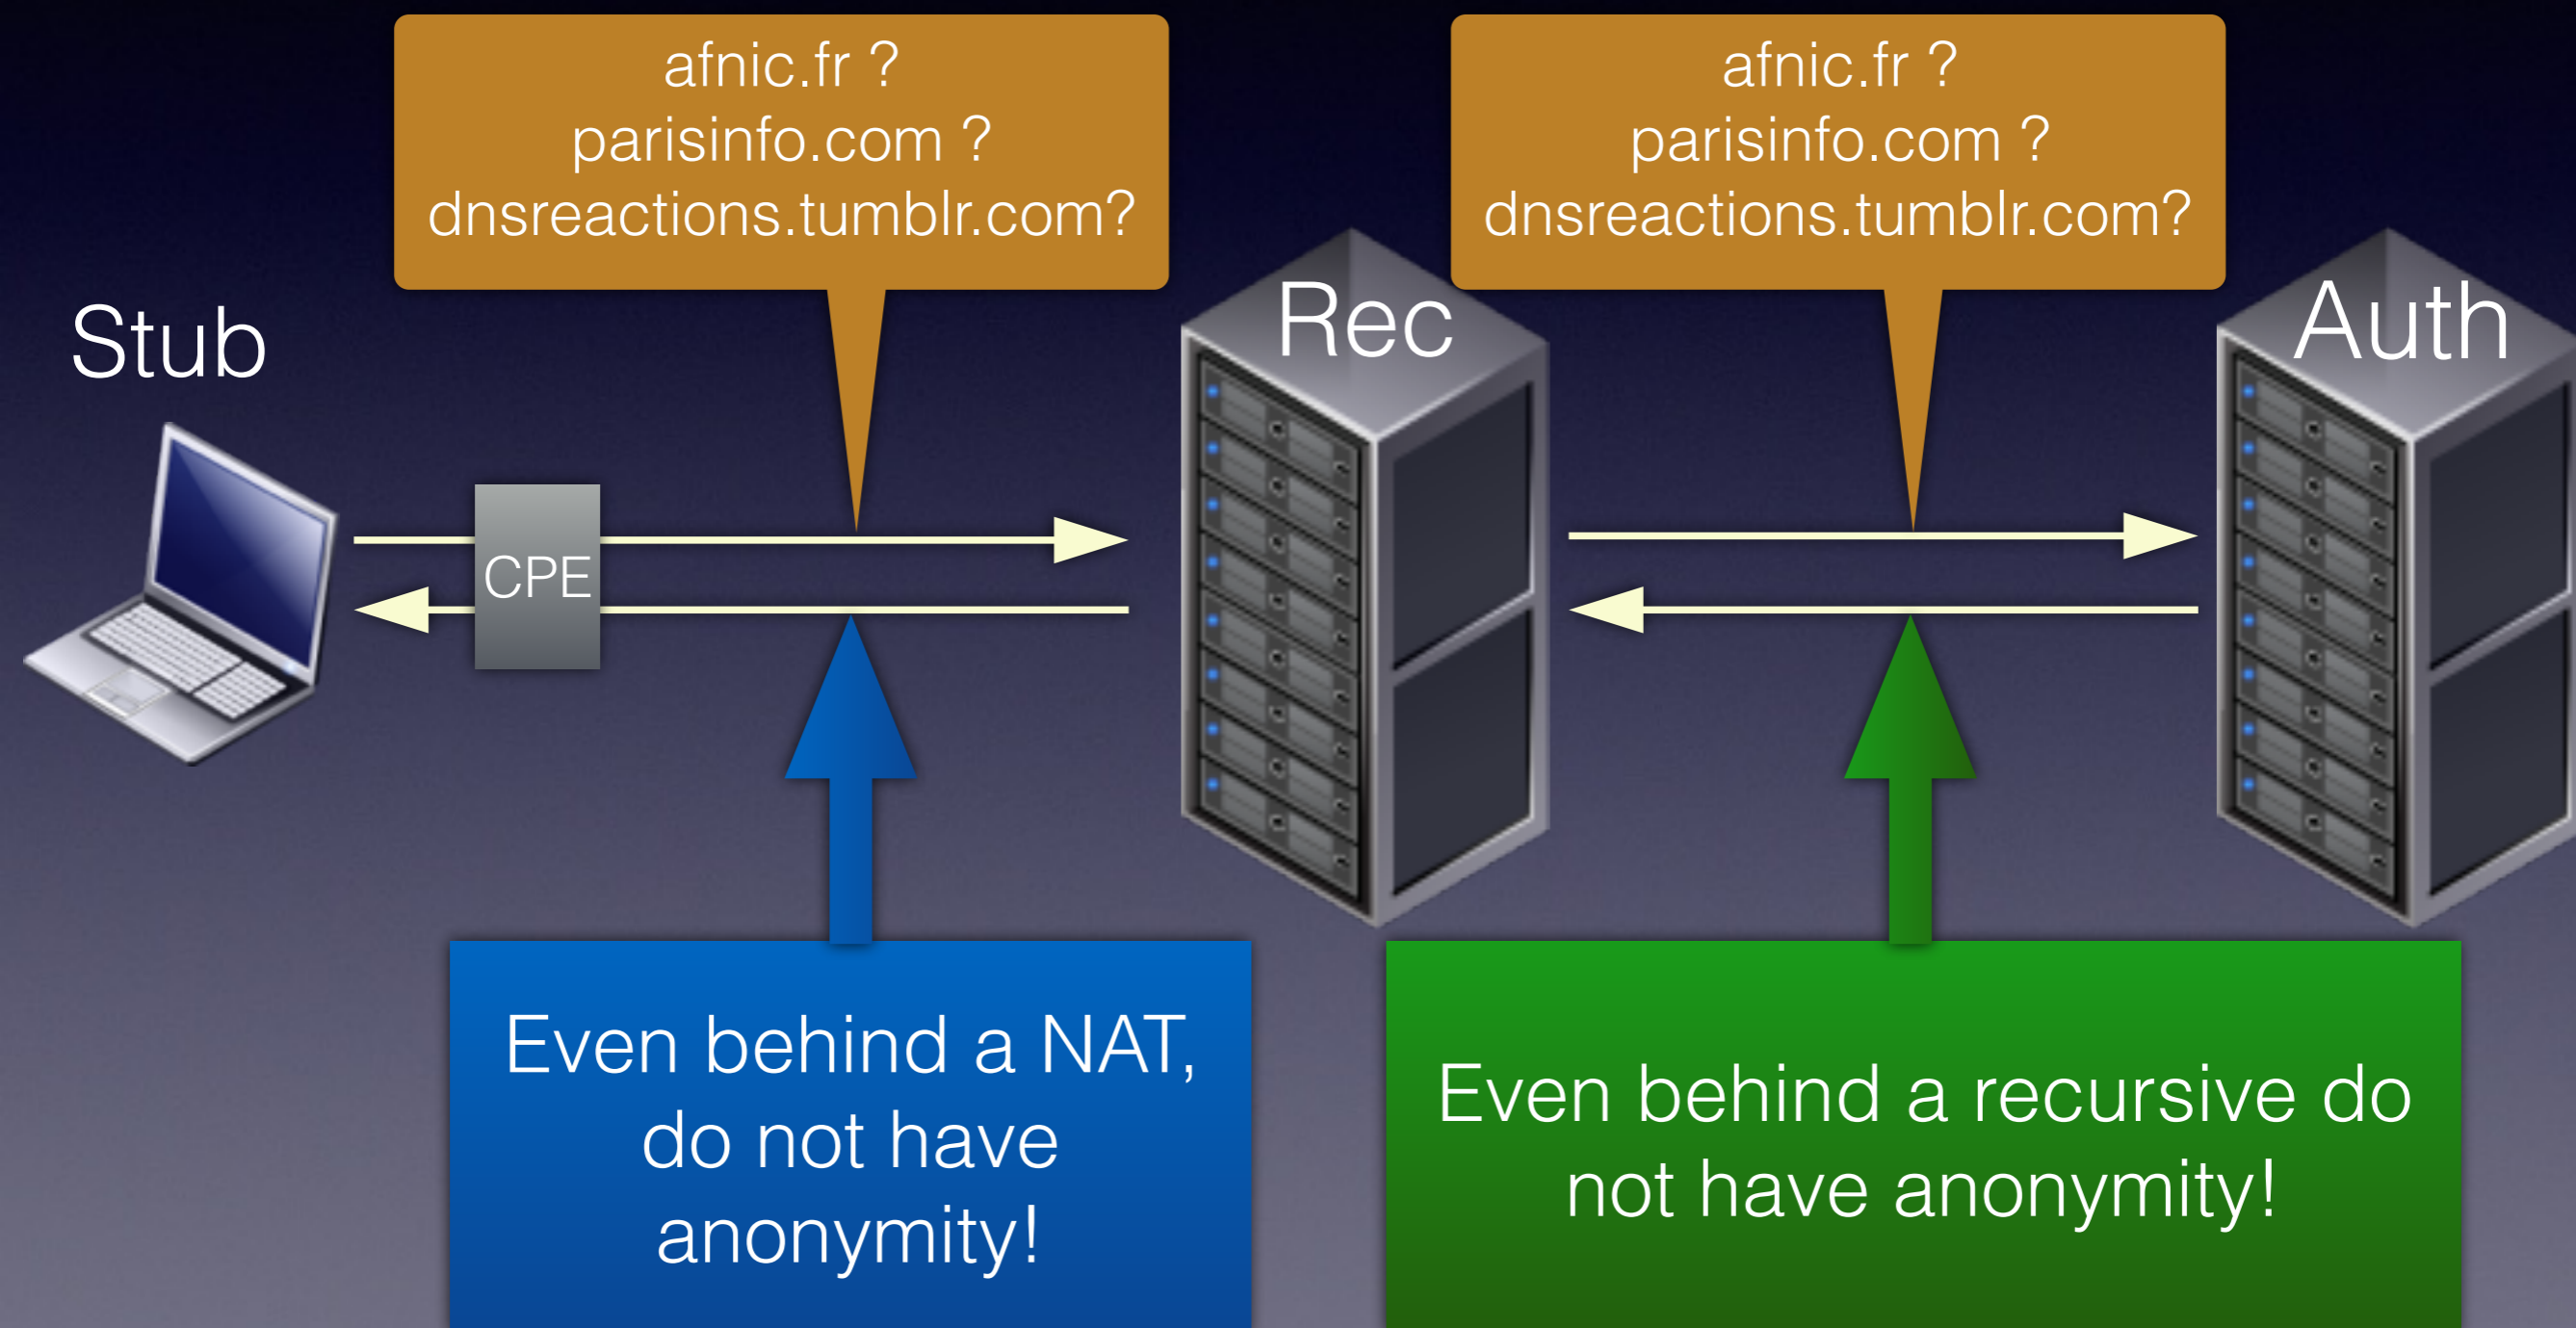 afnic.fr ?
parisinfo.com ?
dnsreactions.tumblr.com?
afnic.fr ?
parisinfo.com ?
dnsreactions.tumblr.com?
Stub
Rec
Auth
CPE
Even behind a NAT,
do not have
anonymity!
Even behind a recursive do
not have anonymity!